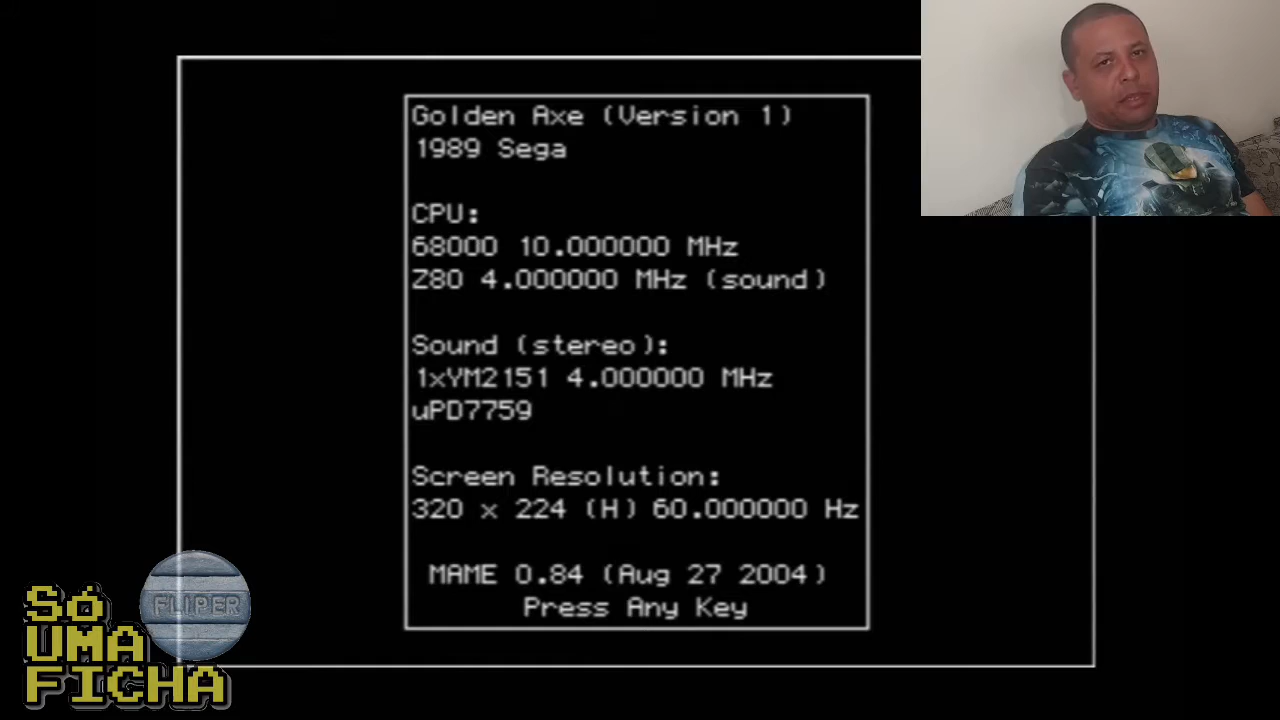 Golden Axe (Version 1)
1989 Sega
CPU:
68000 10.000000 MHz
Z80 4.000000 MHz (sound)
Sound (stereo):
1xYM2151 4.000000 MHz
uPD7759
Screen Resolution:
320 x 224 (H) 60.000000 Hz
MAME 0.84 (Aug 27 2004)
Press Any Key
FLIPER
SÓ
UMA
FICHA